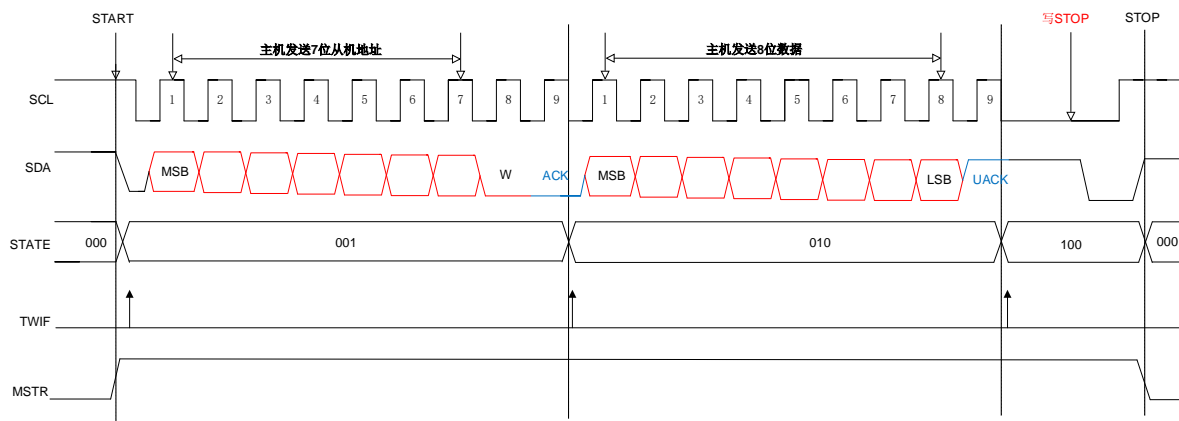 START
写STOP
STOP
主机发送7位从机地址
主机发送8位数据
SCL
1 2 3 4 5 6 7 8 9 1 2 3 4 5 6 7 8 9
SDA
MSB W ACK MSB LSB UACK
STATE
000 001 010 100 000
TWIF
MSTR